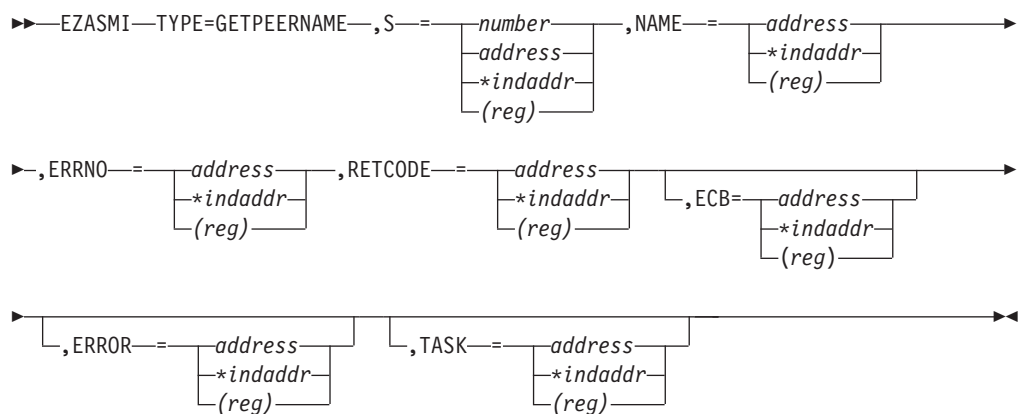 EZASMI TYPE=GETPEERNAME ,S = number ,NAME = address
address *indaddr
*indaddr (reg)
(reg)
,ERRNO = address ,RETCODE = address
*indaddr *indaddr ,ECB= address
(reg) (reg) *indaddr
(reg)
,ERROR = address ,TASK = address
*indaddr *indaddr
(reg) (reg)